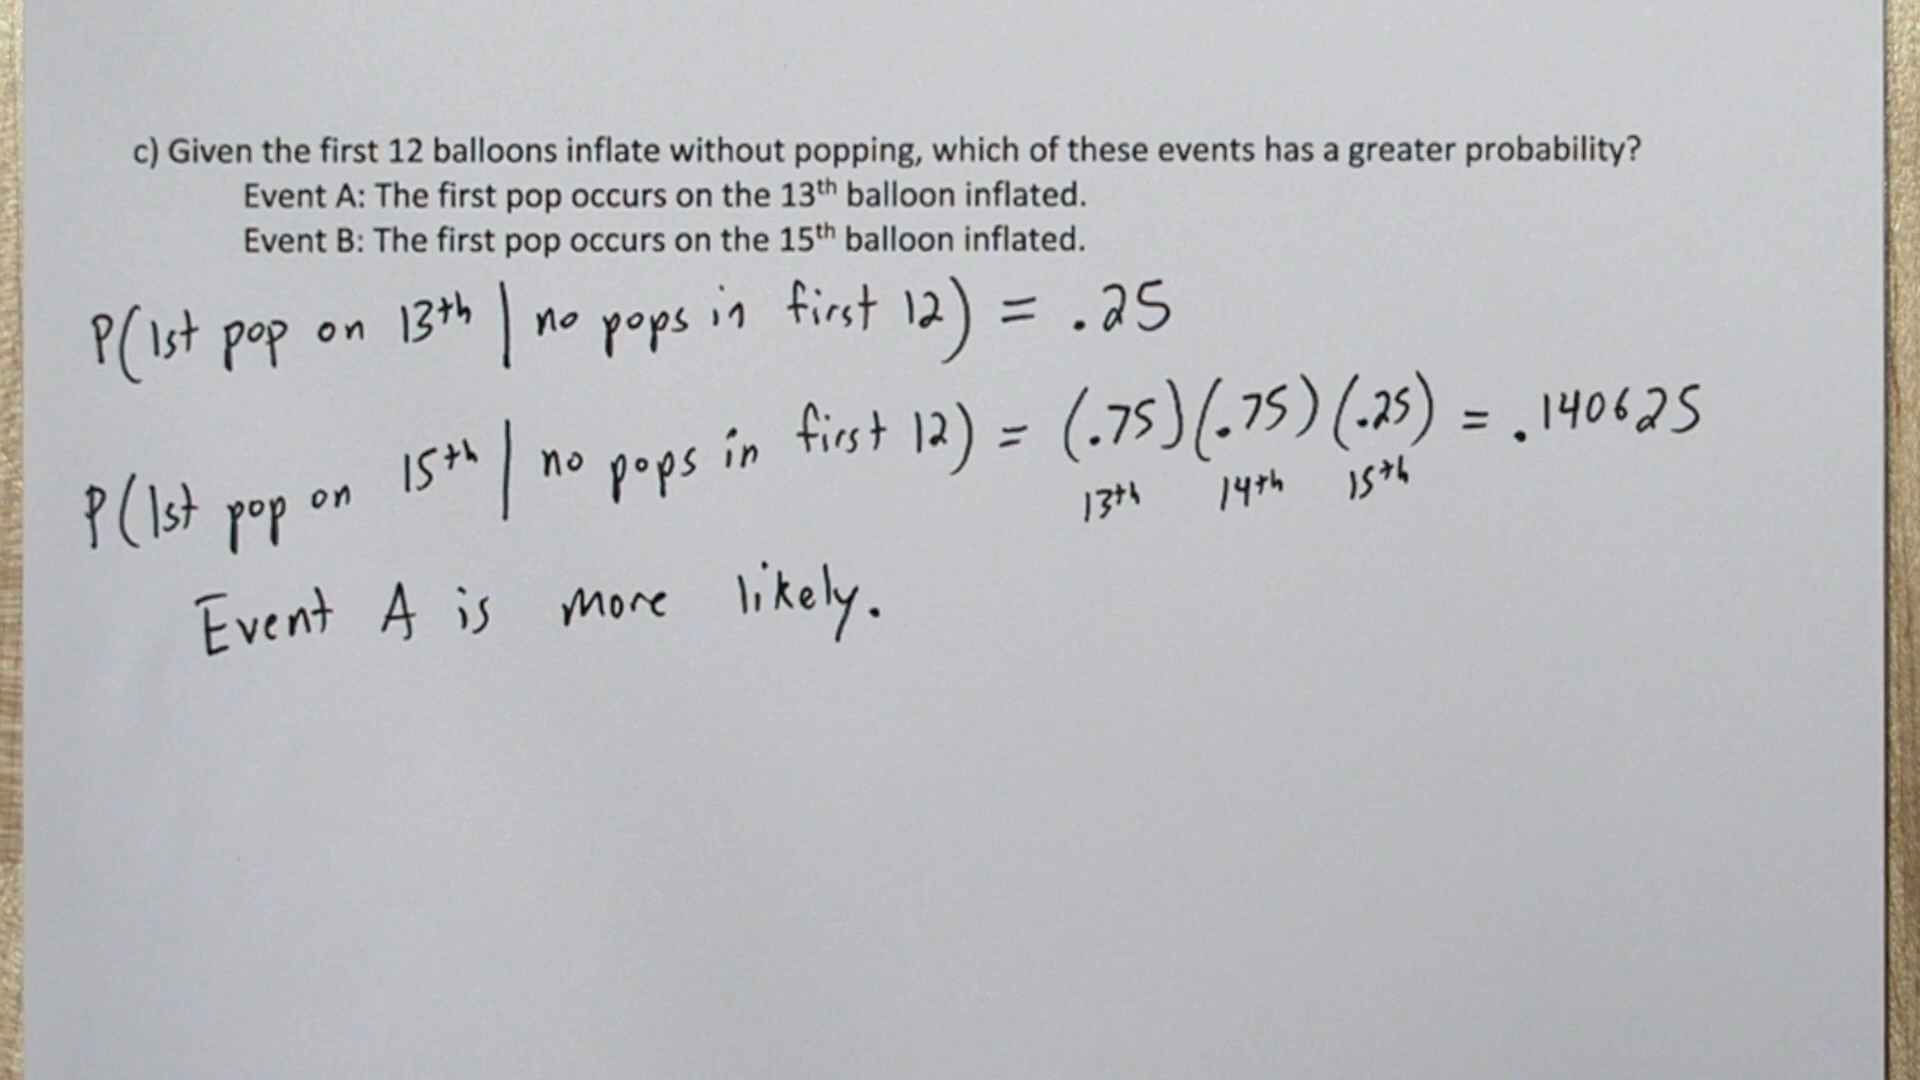 c) Given the first 12 balloons inflate without popping, which of these events has a greater probability?
Event A: The first pop occurs on the 13th balloon inflated.
Event B: The first pop occurs on the 15th balloon inflated.
P(1st pop on 13th | no pops in first 12) = .25
P(1st pop on 15th | no pops in first 12) = (.75)(.75)(.25) = .140625
13th 14th 15th
Event A is more likely.